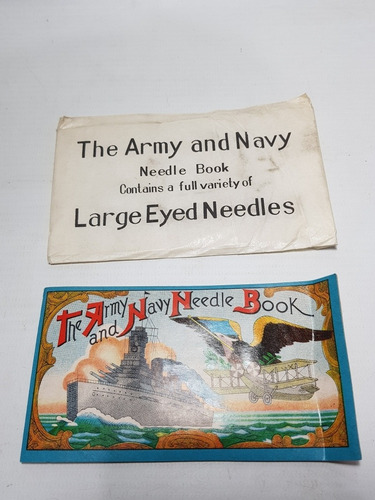 The Army and Navy
Needle Book
Contains a full variety of
Large Eyed Needles
The Army and Navy Needle Book